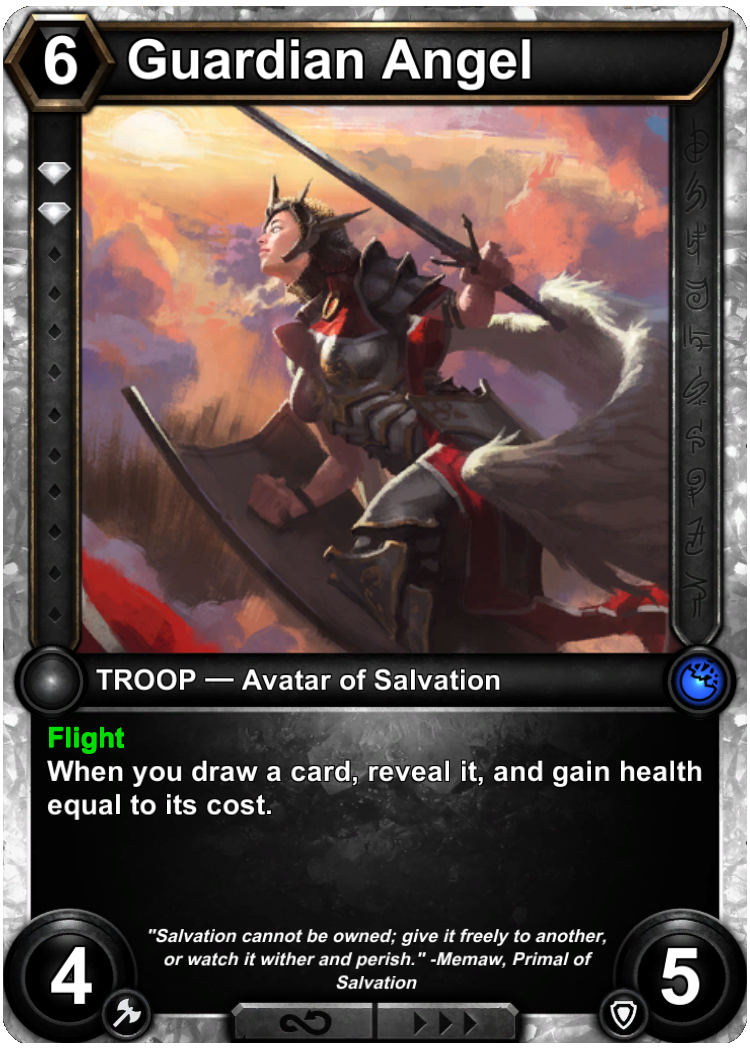 6 Guardian Angel
TROOP — Avatar of Salvation
Flight
When you draw a card, reveal it, and gain health
equal to its cost.
"Salvation cannot be owned; give it freely to another,
or watch it wither and perish." -Memaw, Primal of
Salvation
4
5